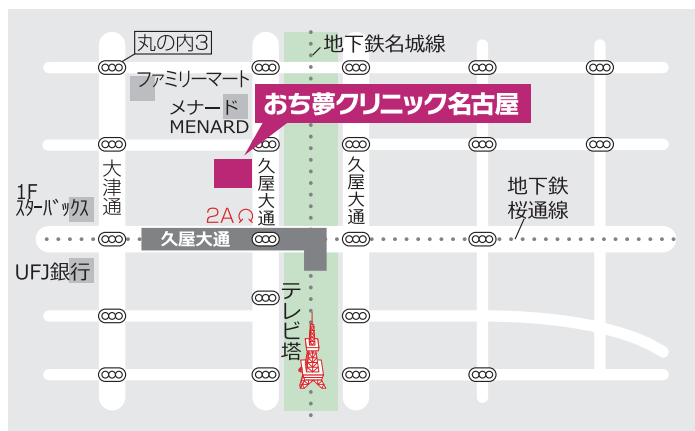 丸の内3
地下鉄名城線
ファミリーマート
メナード
MENARD
おち夢クリニック名古屋
大津通
久屋大通
久屋大通
1F
スターバックス
地下鉄
桜通線
2A
久屋大通
UFJ銀行
テレビ塔